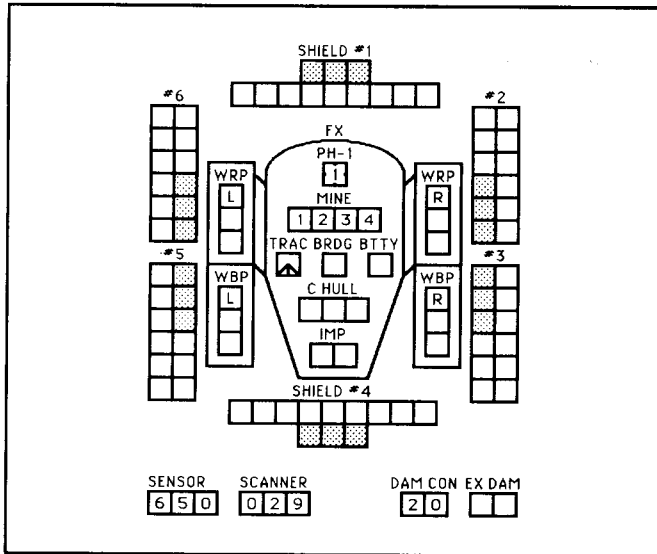 SHIELD #1
#6
#2
FX
PH-1
1
WRP
L
WRP
R
MINE
1 2 3 4
TRAC BRDG BTTY
#5
#3
WBP
L
WBP
R
C HULL
IMP
SHIELD #4
SENSOR SCANNER DAM CON EX DAM
6 5 0 0 2 9 2 0